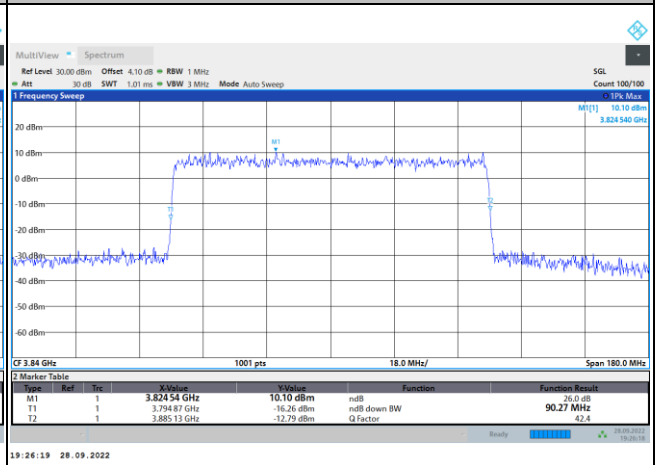 MultiView Spectrum
Ref Level 30.00 dBm Offset 4.10 dB RBW 1 MHz SGL
Att 30 dB SWT 1.01 ms VBW 3 MHz Mode Auto Sweep Count 100/100
1 Frequency Sweep 1Pk Max
M1[1] 10.10 dBm
3.824 540 GHz
20 dBm
M1
10 dBm
0 dBm
T1
T2
-10 dBm
-20 dBm
-30 dBm
-40 dBm
-50 dBm
-60 dBm
CF 3.84 GHz 1001 pts 18.0 MHz/ Span 180.0 MHz
2 Marker Table
Type Ref Trc X-Value Y-Value Function Function Result
M1 1 3.824 54 GHz 10.10 dBm ndB 26.0 dB
T1 1 3.794 87 GHz -16.26 dBm ndB down BW 90.27 MHz
T2 1 3.885 13 GHz -12.79 dBm Q Factor 42.4
Ready 28.09.2022
19:26:18
19:26:19 28.09.2022